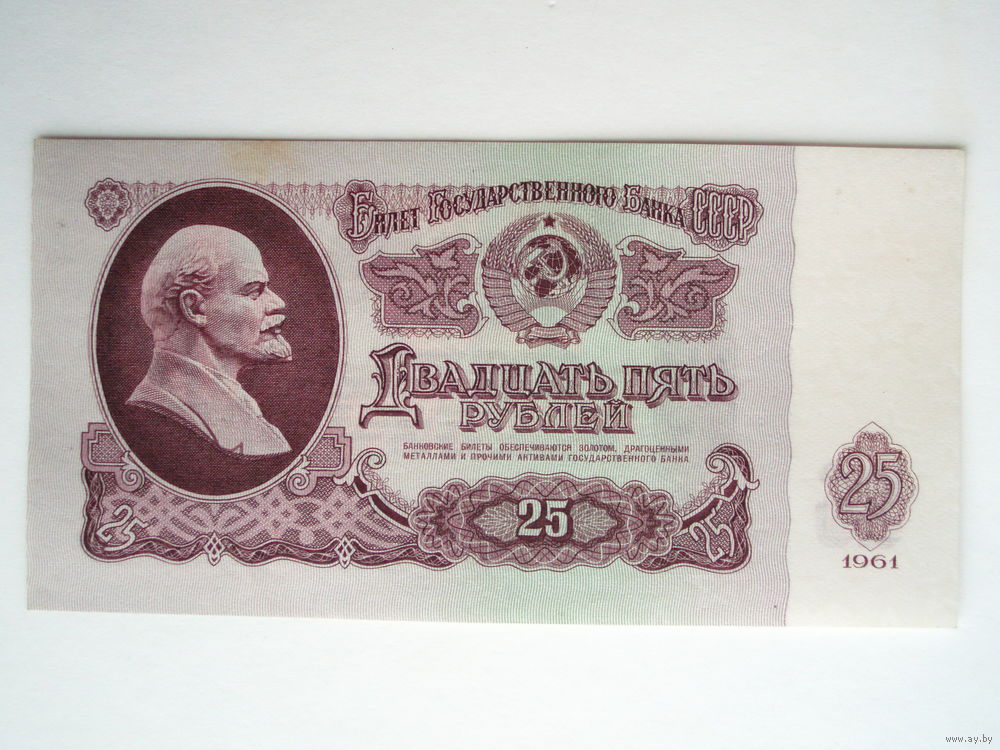 Билет Государственного Банка СССР
Двадцать пять
рублей
БАНКОВСКИЕ БИЛЕТЫ ОБЕСПЕЧИВАЮТСЯ ЗОЛОТОМ, ДРАГОЦЕННЫМИ
МЕТАЛЛАМИ И ПРОЧИМИ АКТИВАМИ ГОСУДАРСТВЕННОГО БАНКА
25
25
25
25
1961
www.ay.by